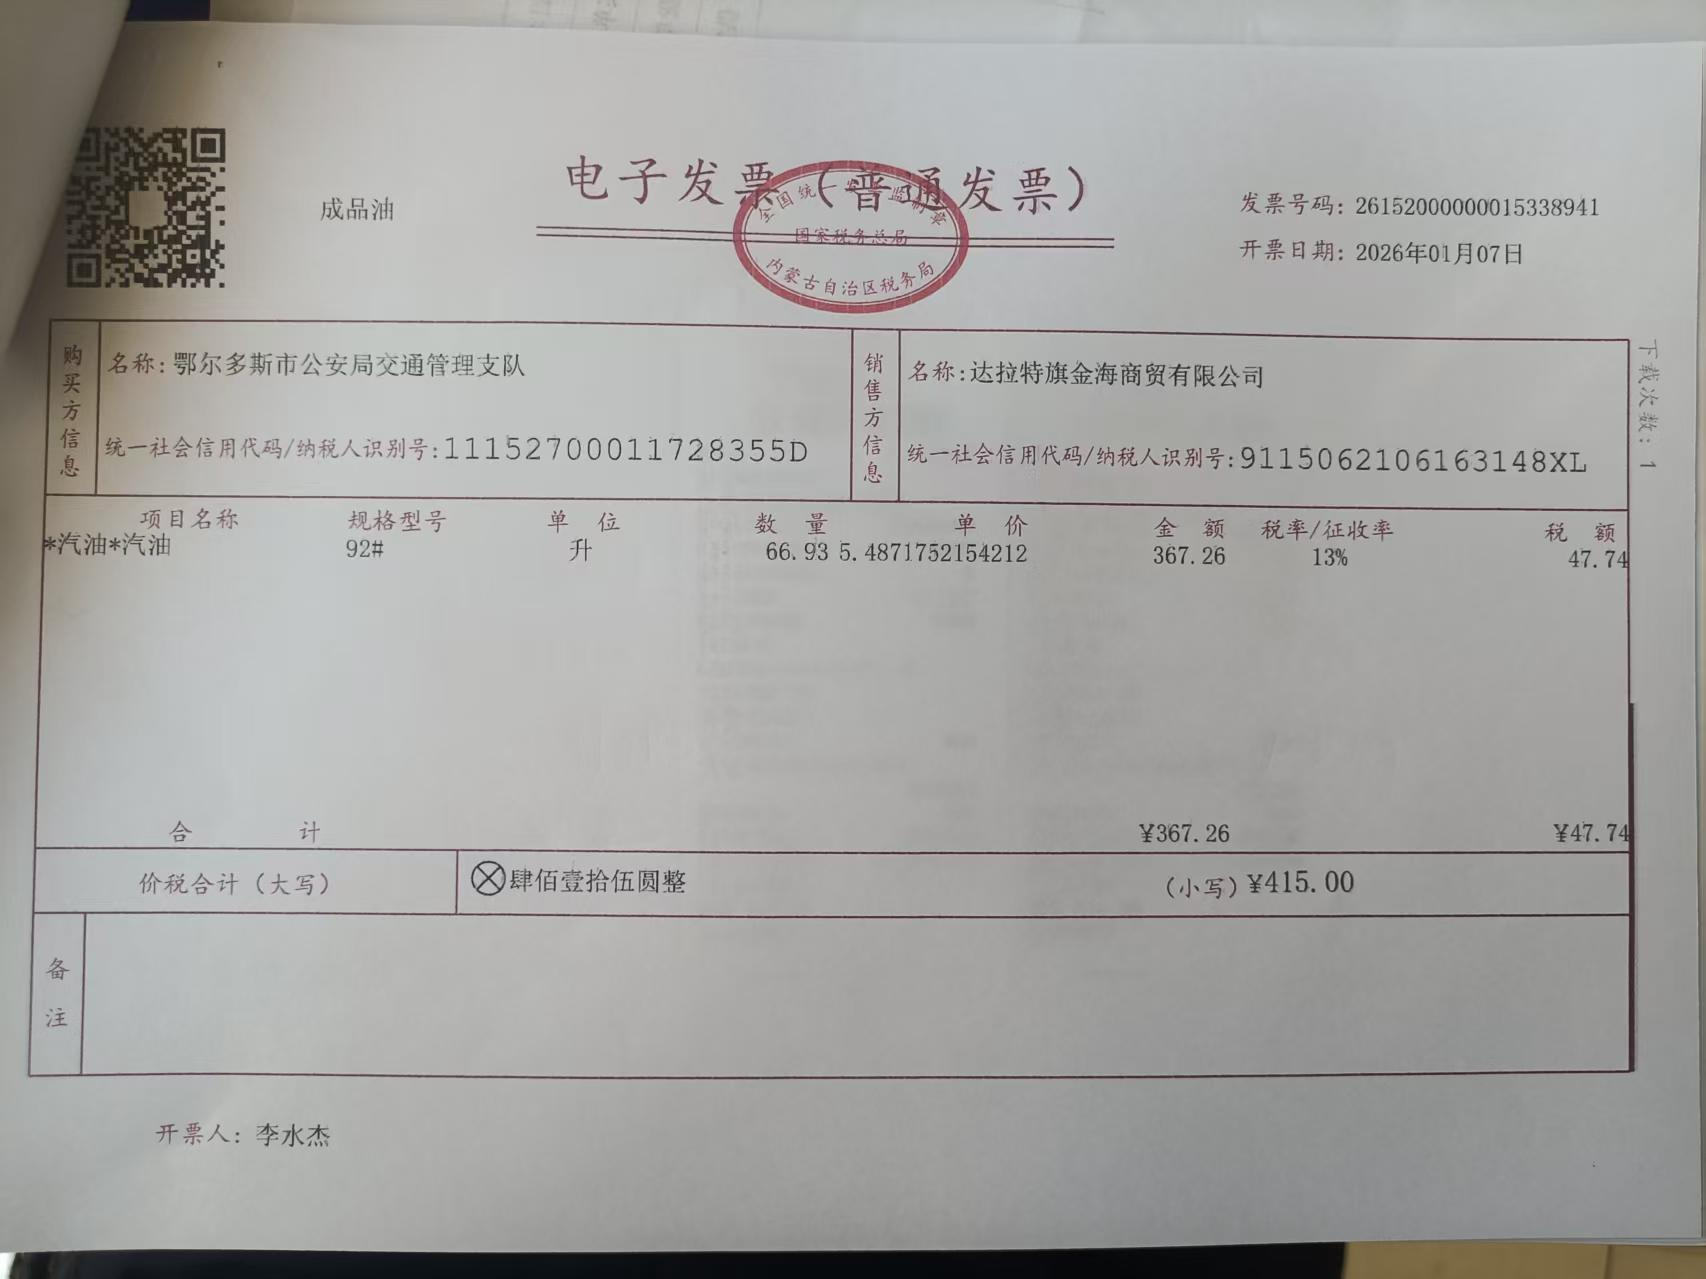 电子发票（普通发票）
成品油
全国统一发票监制章
国家税务总局
内蒙古自治区税务局
发票号码：26152000000015338941
开票日期：2026年01月07日
购买方信息
名称：鄂尔多斯市公安局交通管理支队
统一社会信用代码/纳税人识别号：11152700011728355D
销售方信息
名称：达拉特旗金海商贸有限公司
统一社会信用代码/纳税人识别号：9115062106163148XL
下载次数：1
项目名称 规格型号 单位 数量 单价 金额 税率/征收率 税额
*汽油*汽油 92# 升 66.93 5.4871752154212 367.26 13% 47.74
合计 ¥367.26 ¥47.74
价税合计（大写） ⊗肆佰壹拾伍圆整 （小写）¥415.00
备注
开票人：李水杰